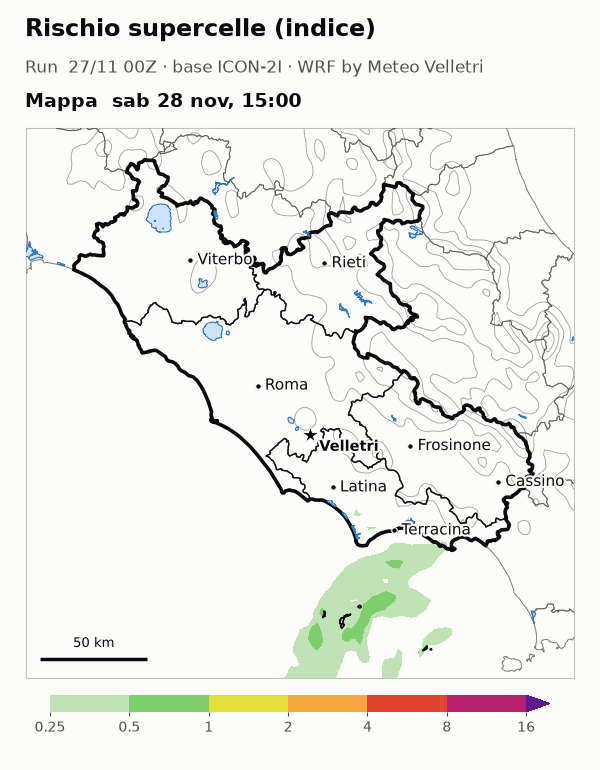 Rischio supercelle (indice)
Run 27/11 00Z · base ICON-2I · WRF by Meteo Velletri
Mappa sab 28 nov, 15:00
Viterbo
Rieti
Roma
Velletri
Frosinone
Latina
Cassino
Terracina
50 km
0.25 0.5 1 2 4 8 16